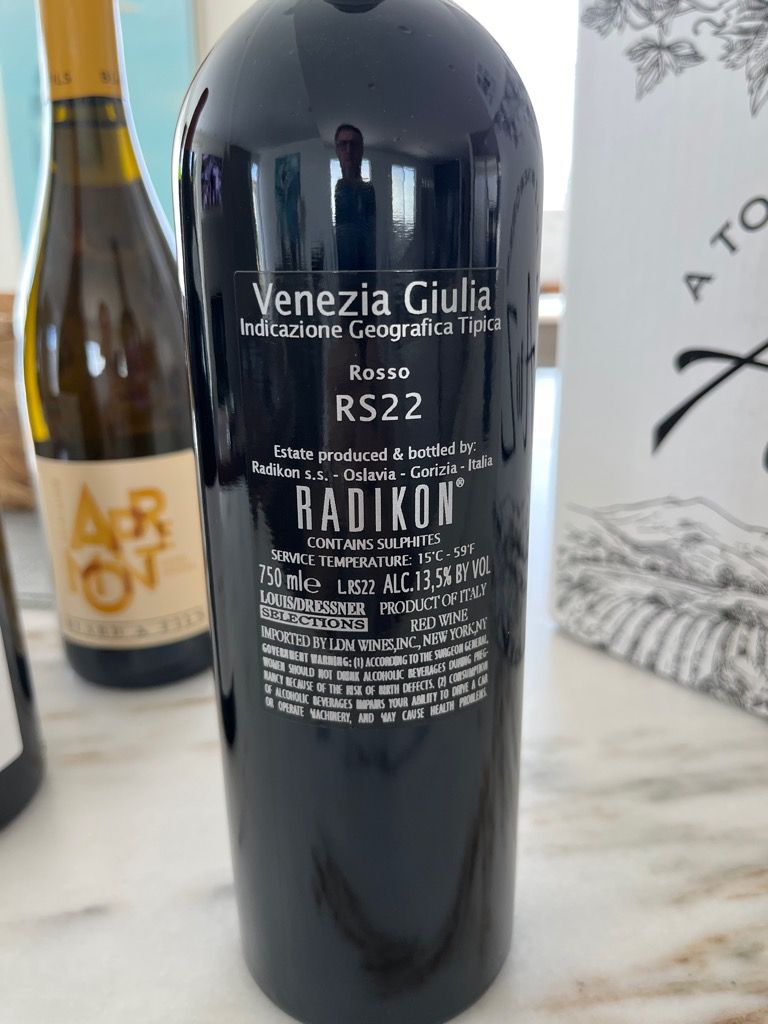 Venezia Giulia
Indicazione Geografica Tipica
Rosso
RS22
Estate produced & bottled by:
Radikon s.s. - Oslavia - Gorizia - Italia
RADIKON®
CONTAINS SULPHITES
SERVICE TEMPERATURE: 15°C - 59°F
750 ml℮ L.RS22 ALC.13,5% BY VOL
LOUIS/DRESSNER PRODUCT OF ITALY
SELECTIONS RED WINE
IMPORTED BY LDM WINES,INC., NEW YORK,NY
GOVERNMENT WARNING: (1) ACCORDING TO THE SURGEON GENERAL,
WOMEN SHOULD NOT DRINK ALCOHOLIC BEVERAGES DURING PREG-
NANCY BECAUSE OF THE RISK OF BIRTH DEFECTS. (2) CONSUMPTION
OF ALCOHOLIC BEVERAGES IMPAIRS YOUR ABILITY TO DRIVE A CAR
OR OPERATE MACHINERY, AND MAY CAUSE HEALTH PROBLEMS.
APRE
MONT
A TO